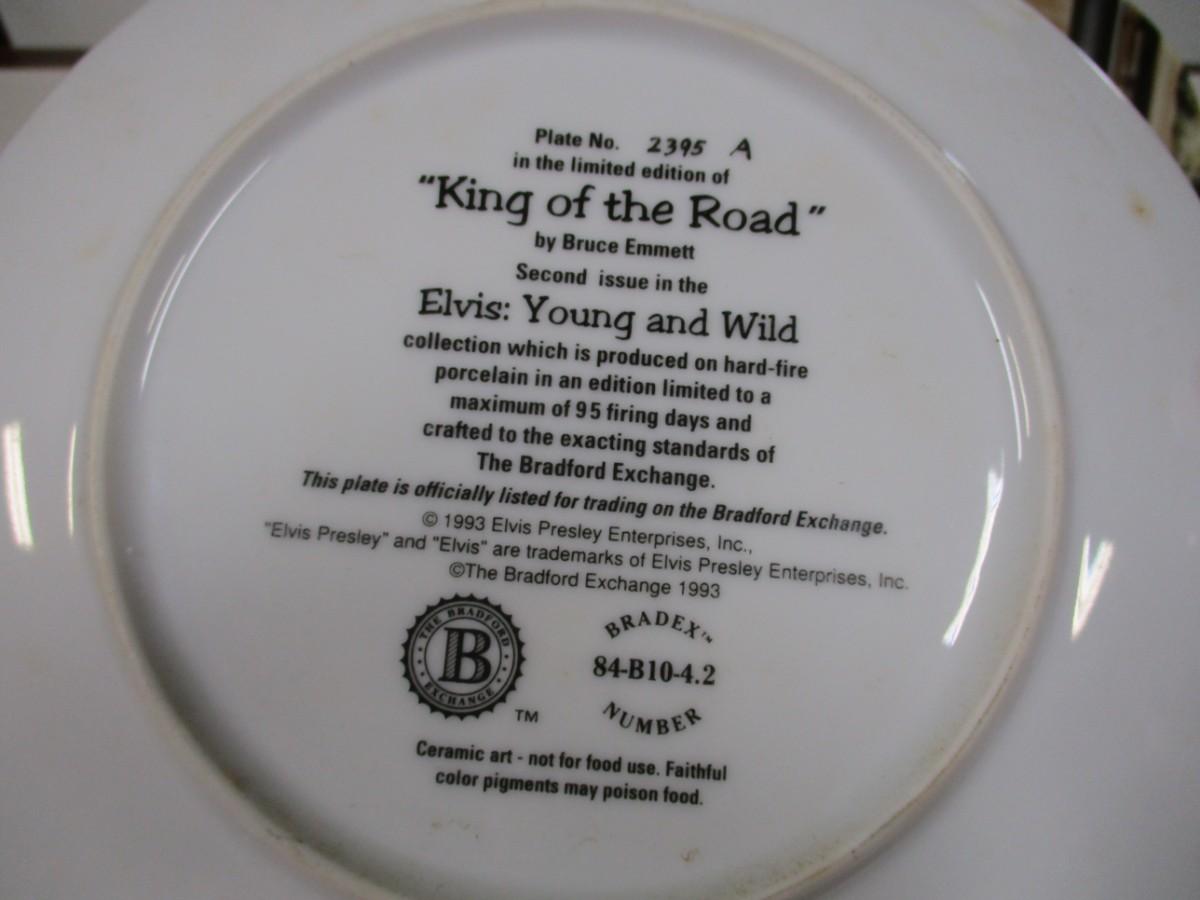 Plate No. 2395 A
in the limited edition of
"King of the Road"
by Bruce Emmett
Second issue in the
Elvis: Young and Wild
collection which is produced on hard-fire
porcelain in an edition limited to a
maximum of 95 firing days and
crafted to the exacting standards of
The Bradford Exchange.
This plate is officially listed for trading on the Bradford Exchange.
© 1993 Elvis Presley Enterprises, Inc.,
"Elvis Presley" and "Elvis" are trademarks of Elvis Presley Enterprises, Inc.
©The Bradford Exchange 1993
THE BRADFORD
B
EXCHANGE
TM
BRADEX™
84-B10-4.2
NUMBER
Ceramic art - not for food use. Faithful
color pigments may poison food.